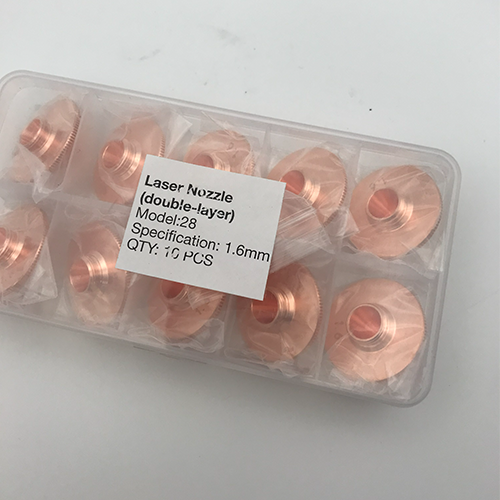 Laser Nozzle
(double-layer)
Model:28
Specification: 1.6mm
QTY: 10 PCS